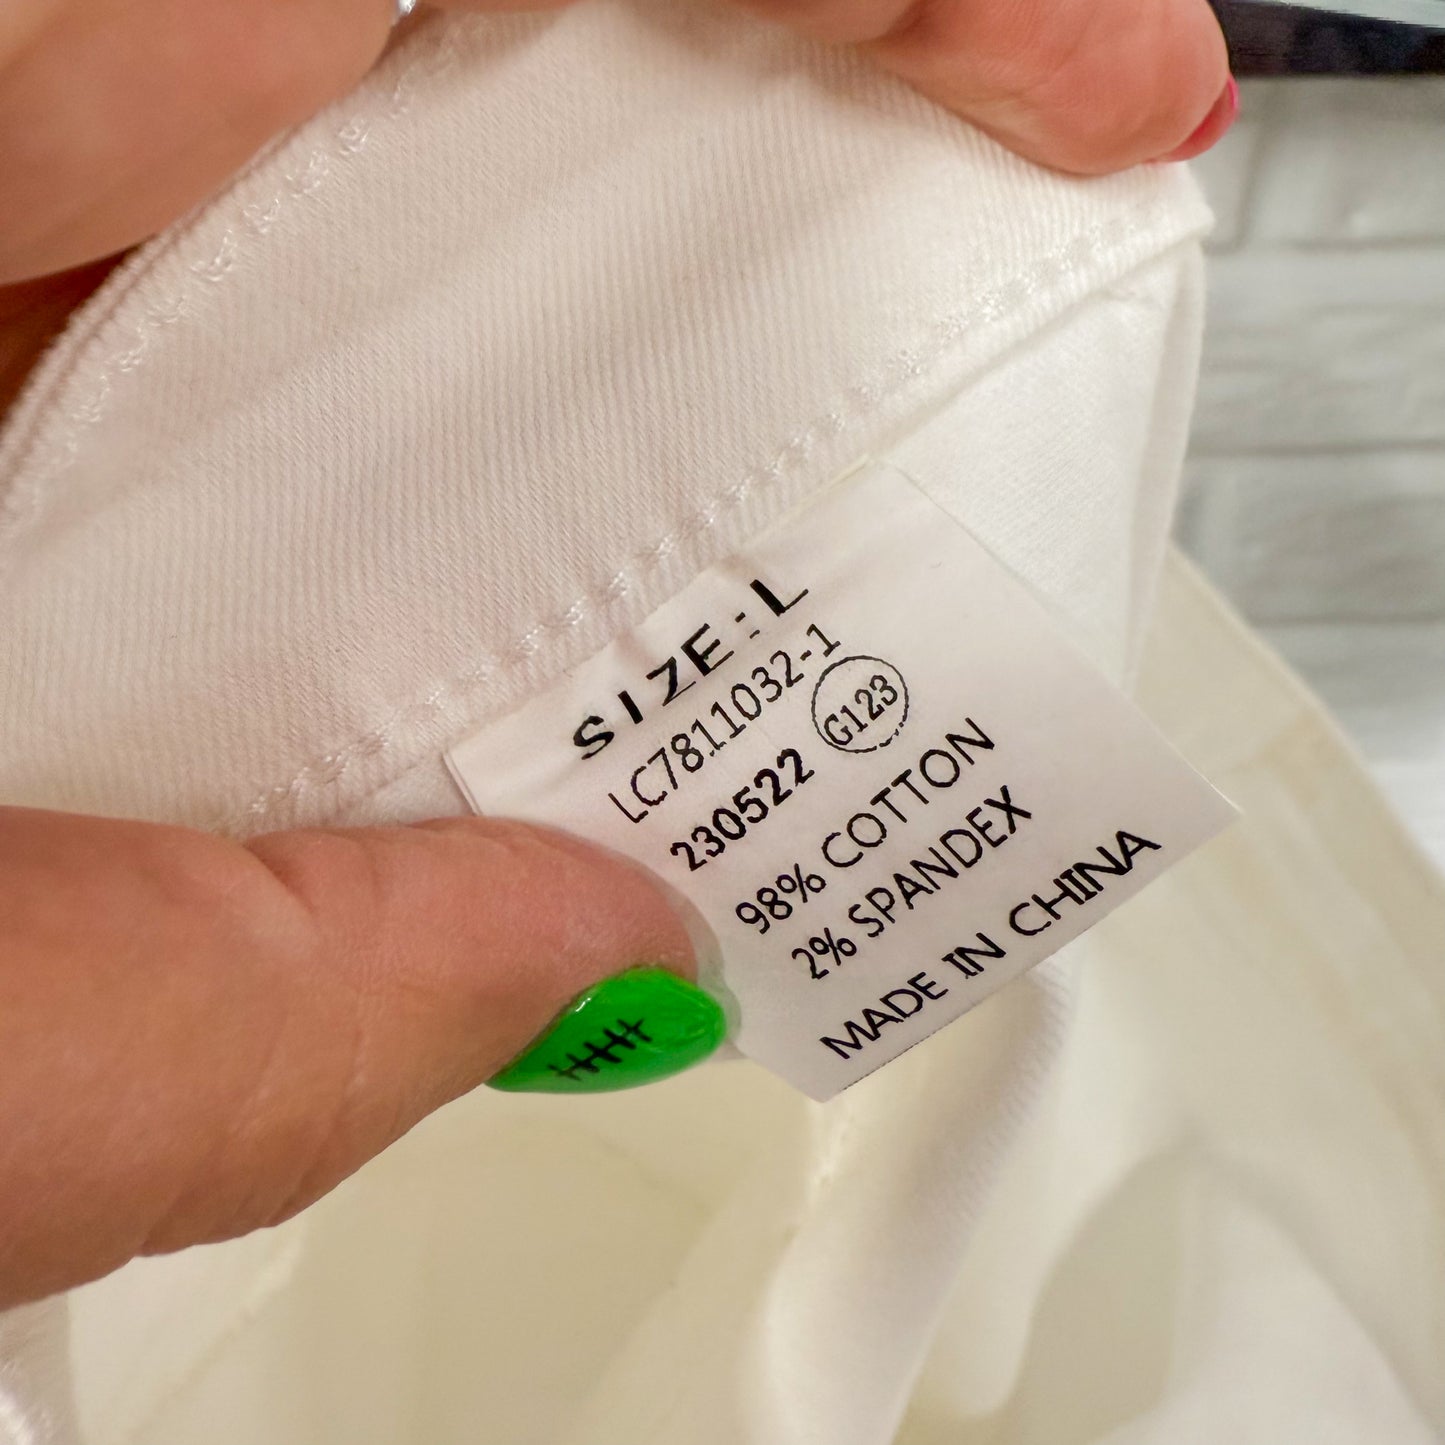 SIZE: L
LC7811032-1
230522 G123
98% COTTON
2% SPANDEX
MADE IN CHINA